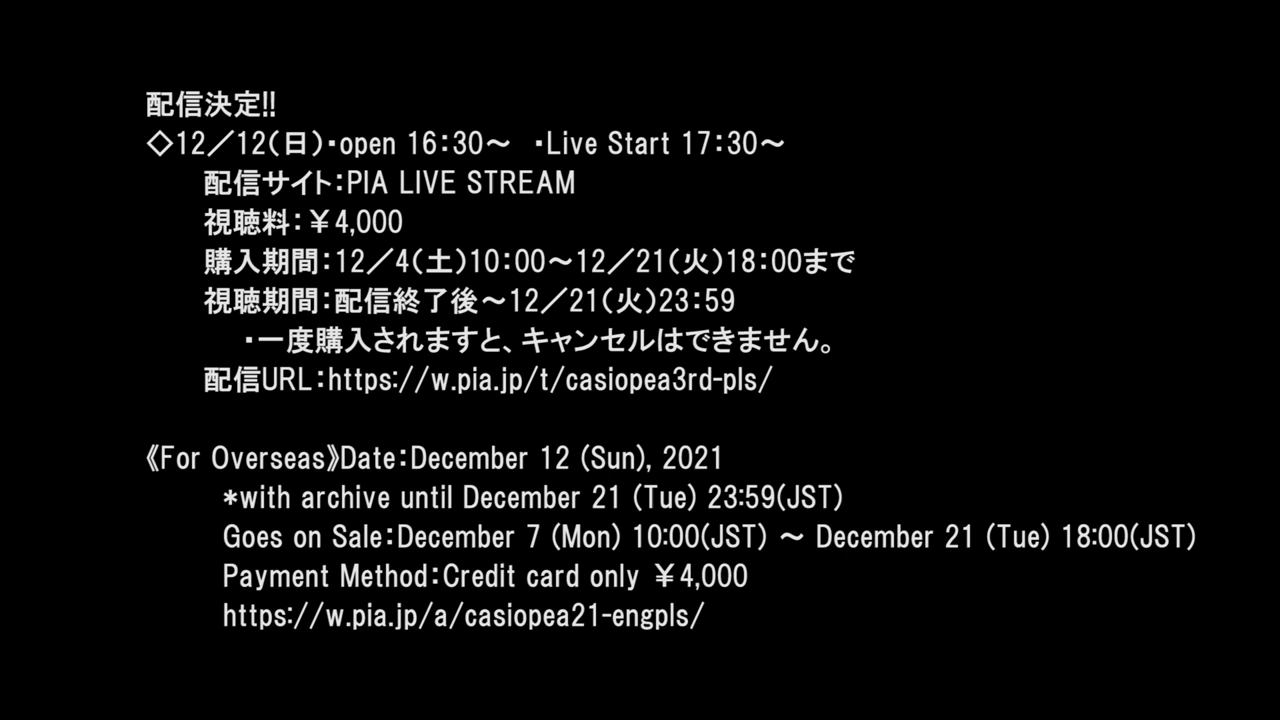 配信決定!!
◇12/12(日)・open 16:30～ ・Live Start 17:30～
配信サイト:PIA LIVE STREAM
視聴料:￥4,000
購入期間:12/4(土)10:00～12/21(火)18:00まで
視聴期間:配信終了後～12/21(火)23:59
・一度購入されますと、キャンセルはできません。
配信URL:https://w.pia.jp/t/casiopea3rd-pls/
《For Overseas》Date:December 12 (Sun), 2021
*with archive until December 21 (Tue) 23:59(JST)
Goes on Sale:December 7 (Mon) 10:00(JST) ～ December 21 (Tue) 18:00(JST)
Payment Method:Credit card only ￥4,000
https://w.pia.jp/a/casiopea21-engpls/